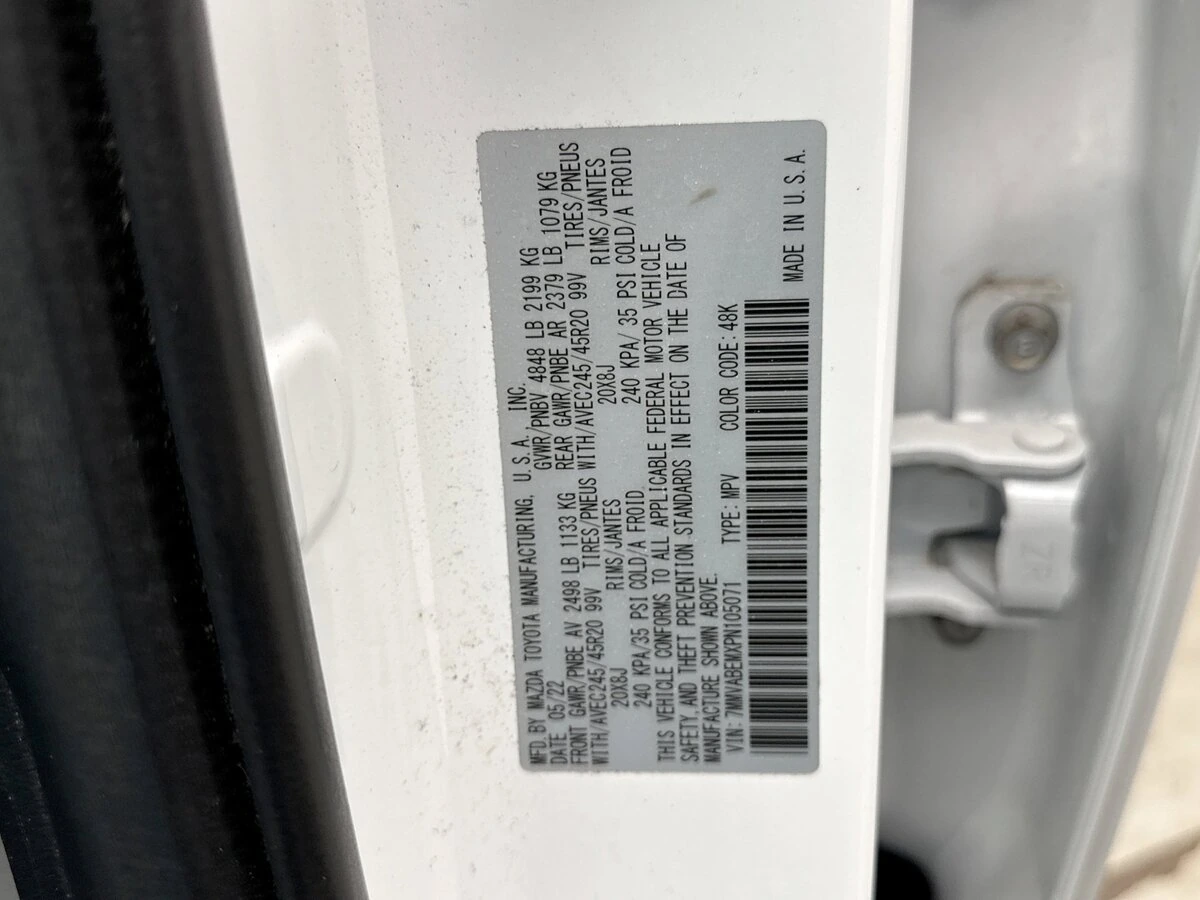 MFD. BY MAZDA TOYOTA MANUFACTURING, U.S.A., INC.
DATE 05/22 GVWR/PNBV 4848 LB 2199 KG
FRONT GAWR/PNBE AV 2498 LB 1133 KG REAR GAWR/PNBE AR 2379 LB 1079 KG
WITH/AVEC245/45R20 99V TIRES/PNEUS WITH/AVEC245/45R20 99V TIRES/PNEUS
20X8J RIMS/JANTES 20X8J RIMS/JANTES
240 KPA/35 PSI COLD/A FROID 240 KPA/ 35 PSI COLD/A FROID
THIS VEHICLE CONFORMS TO ALL APPLICABLE FEDERAL MOTOR VEHICLE
SAFETY AND THEFT PREVENTION STANDARDS IN EFFECT ON THE DATE OF
MANUFACTURE SHOWN ABOVE.
VIN: 7MMVABEMXPN105071 TYPE: MPV COLOR CODE: 48K
MADE IN U.S.A.